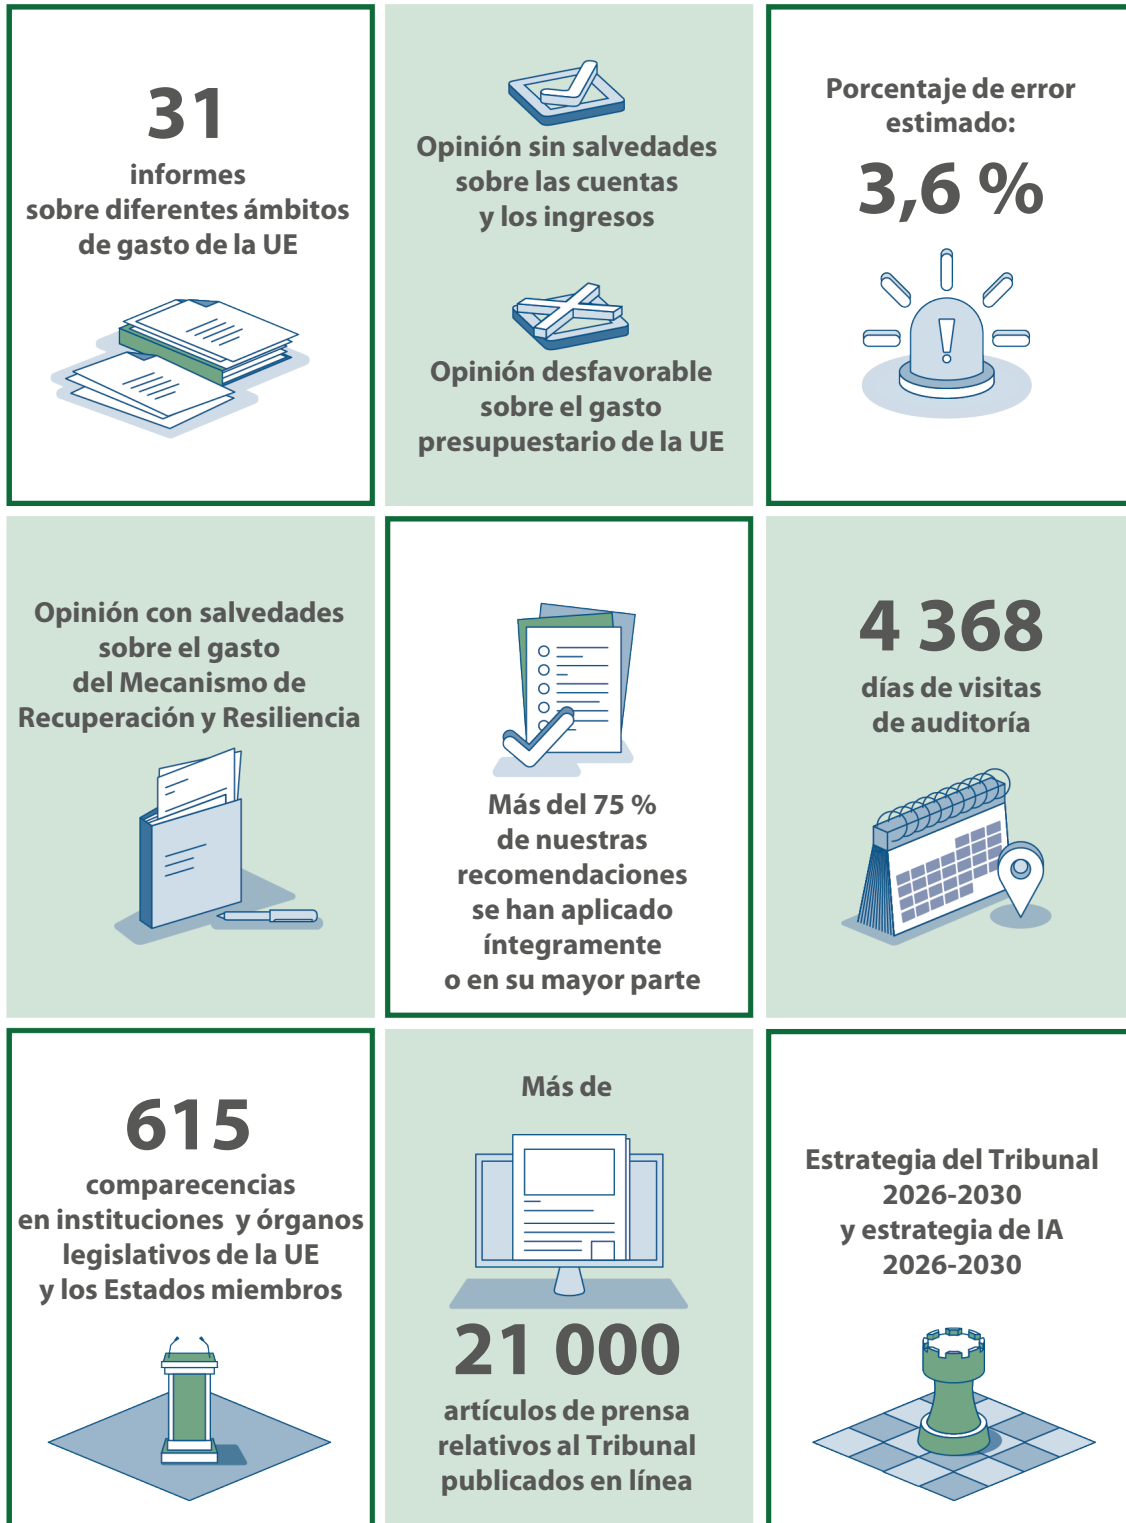 31
informes
sobre diferentes ámbitos
de gasto de la UE
Opinión sin salvedades
sobre las cuentas
y los ingresos
Opinión desfavorable
sobre el gasto
presupuestario de la UE
Porcentaje de error
estimado:
3,6 %
Opinión con salvedades
sobre el gasto
del Mecanismo de
Recuperación y Resiliencia
Más del 75 %
de nuestras
recomendaciones
se han aplicado
íntegramente
o en su mayor parte
4 368
días de visitas
de auditoría
615
comparecencias
en instituciones y órganos
legislativos de la UE
y los Estados miembros
Más de
21 000
artículos de prensa
relativos al Tribunal
publicados en línea
Estrategia del Tribunal
2026-2030
y estrategia de IA
2026-2030